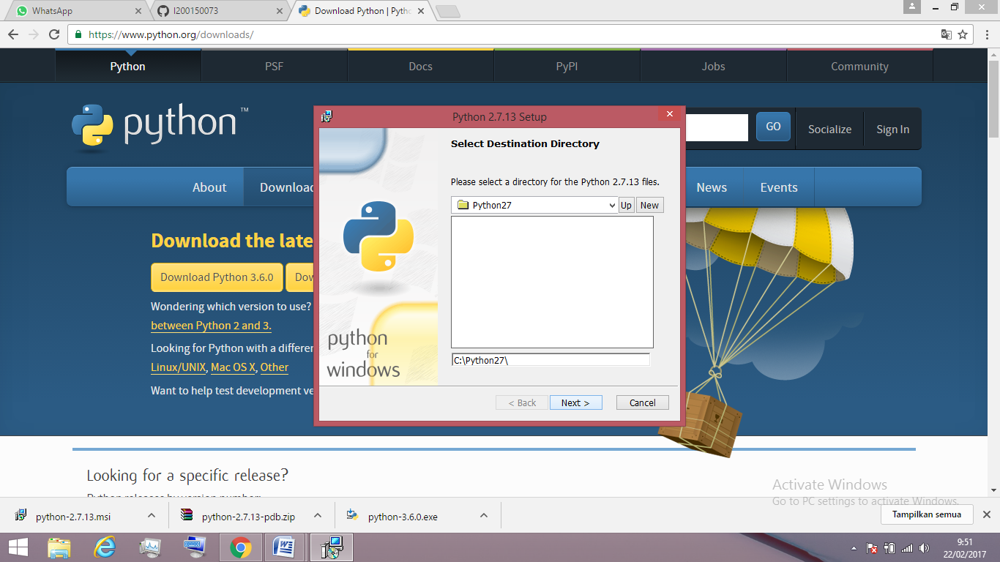 WhatsApp
l200150073
Download Python | Pyth
https://www.python.org/downloads/
Python
PSF
Docs
PyPI
Jobs
Community
python™
GO
Socialize
Sign In
About
News
Events
Download the
Download Python 3.6.0
Wondering which version to use?
between Python 2 and 3.
Looking for Python with a
Linux/UNIX, Mac OS X, Other
Want to help test development
Python 2.7.13 Setup
Select Destination Directory
Please select a directory for the Python 2.7.13 files.
Python27
Up
New
C:\Python27\
python
for
windows
< Back
Next >
Cancel
Looking for a specific release?
Python releases by version number:
Activate Windows
Go to PC settings to activate Windows.
python-2.7.13.msi
python-2.7.13-pdb.zip
python-3.6.0.exe
Tampilkan semua
9:51
22/02/2017